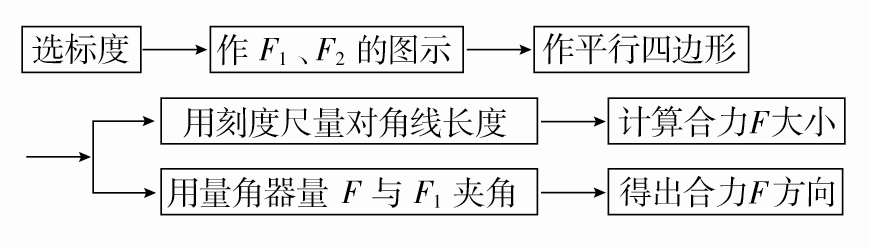 选标度 作 F₁、F₂ 的图示 作平行四边形
用刻度尺量对角线长度 计算合力F大小
用量角器量 F 与 F₁ 夹角 得出合力F方向